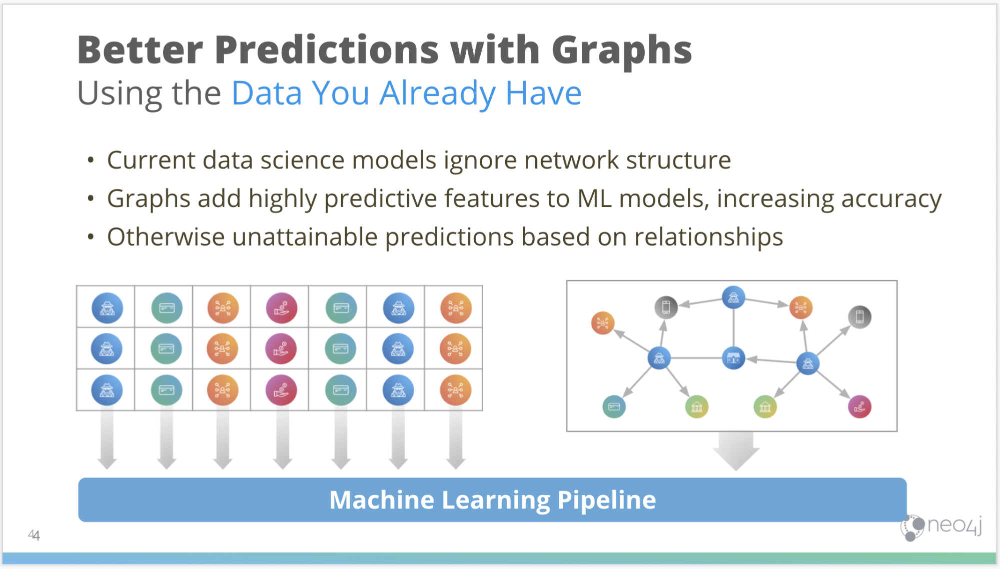 Better Predictions with Graphs
Using the Data You Already Have
• Current data science models ignore network structure
• Graphs add highly predictive features to ML models, increasing accuracy
• Otherwise unattainable predictions based on relationships
Machine Learning Pipeline
44
neo4j